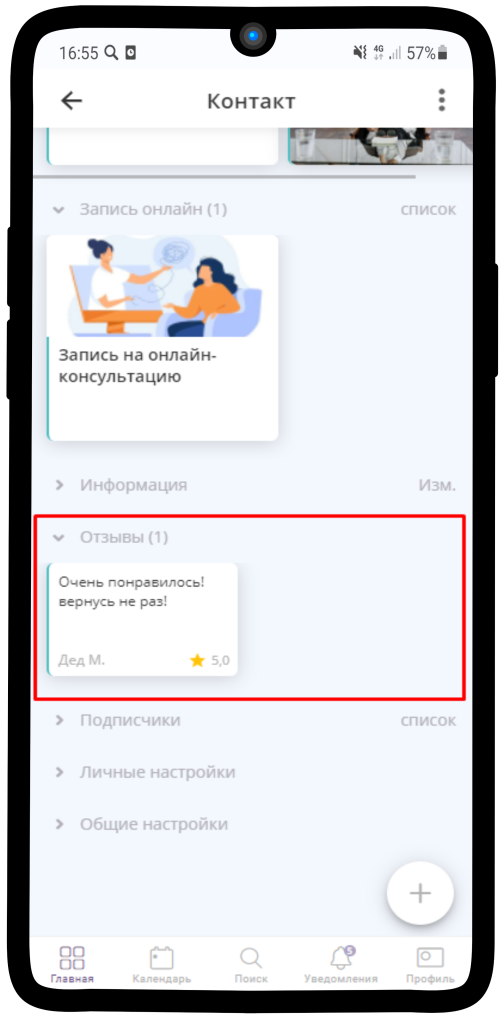 16:55
4G
57%
Контакт
Запись онлайн (1) список
Запись на онлайн-
консультацию
Информация Изм.
Отзывы (1)
Очень понравилось!
вернусь не раз!
Дед М. 5,0
Подписчики список
Личные настройки
Общие настройки
5
Главная Календарь Поиск Уведомления Профиль